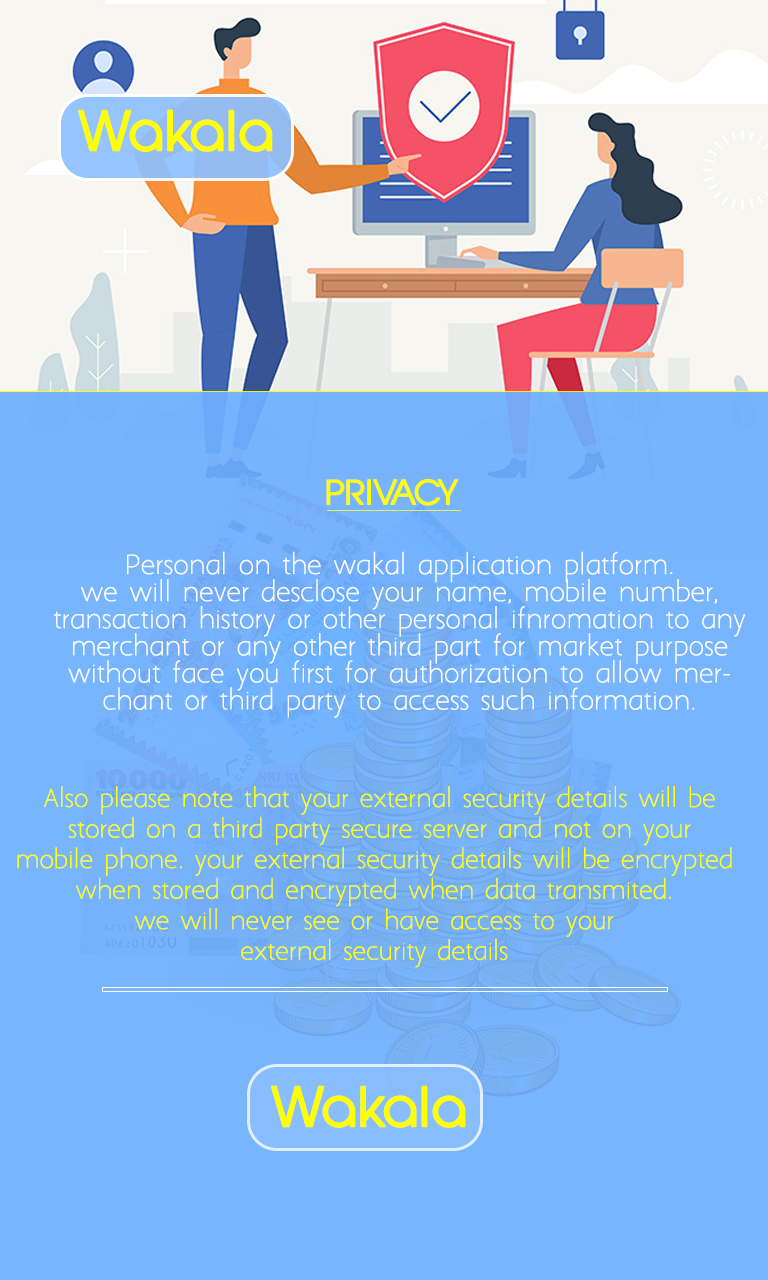 Wakala
PRIVACY
Personal on the wakal application platform.
we will never desclose your name, mobile number,
transaction history or other personal ifnromation to any
merchant or any other third part for market purpose
without face you first for authorization to allow mer-
chant or third party to access such information.
Also please note that your external security details will be
stored on a third party secure server and not on your
mobile phone. your external security details will be encrypted
when stored and encrypted when data transmited.
we will never see or have access to your
external security details
10000
Wakala